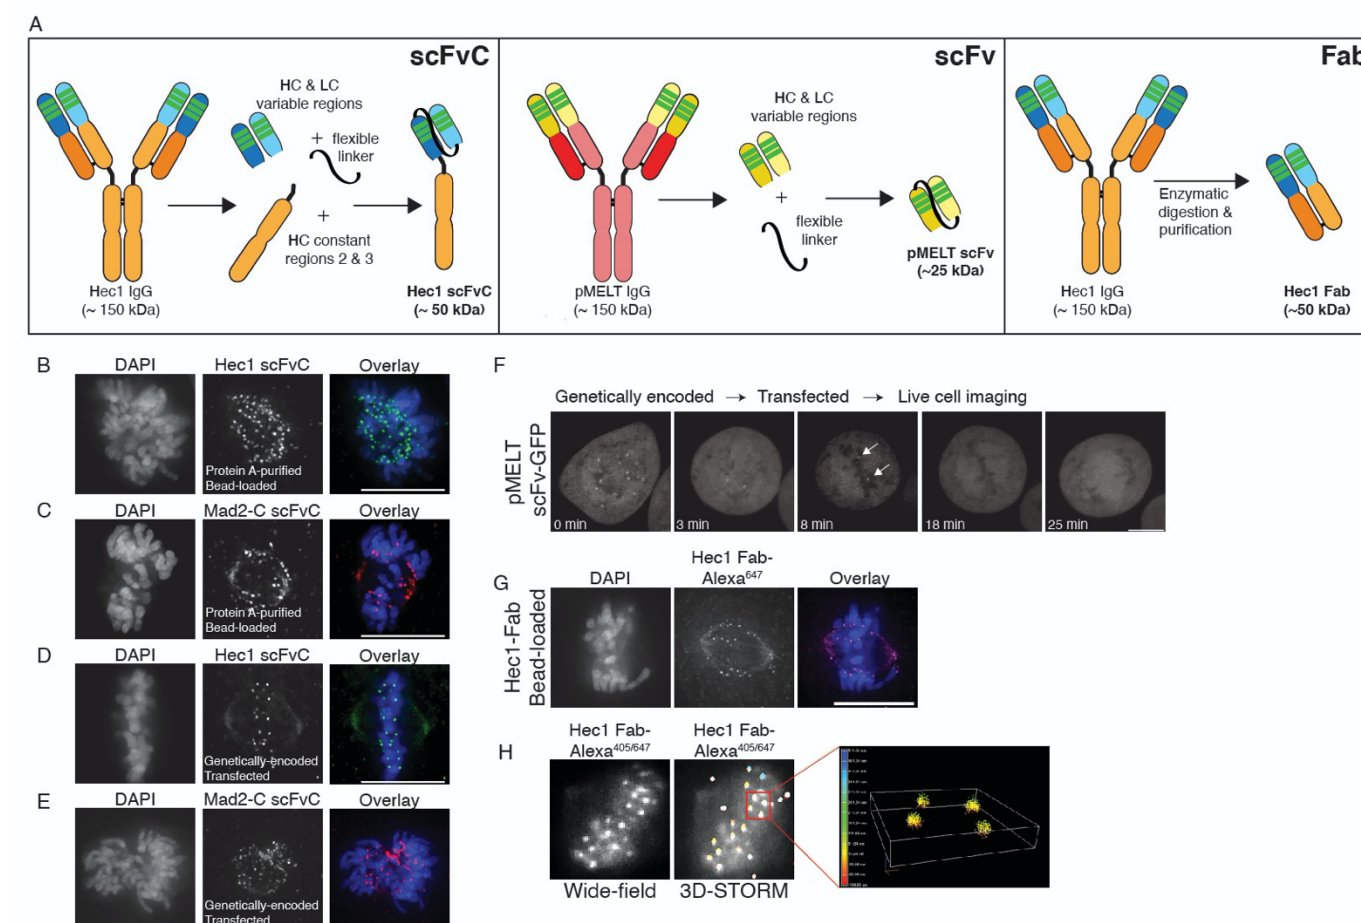 A
scFvC
scFv
Fab
HC & LC
variable regions
+ flexible
linker
+
HC constant
regions 2 & 3
Hec1 IgG
(~ 150 kDa)
Hec1 scFvC
(~ 50 kDa)
HC & LC
variable regions
+
flexible
linker
pMELT IgG
(~ 150 kDa)
pMELT scFv
(~25 kDa)
Enzymatic
digestion &
purification
Hec1 IgG
(~ 150 kDa)
Hec1 Fab
(~50 kDa)
B
DAPI
Hec1 scFvC
Overlay
Protein A-purified
Bead-loaded
C
DAPI
Mad2-C scFvC
Overlay
Protein A-purified
Bead-loaded
D
DAPI
Hec1 scFvC
Overlay
Genetically-encoded
Transfected
E
DAPI
Mad2-C scFvC
Overlay
Genetically-encoded
Transfected
F
Genetically encoded → Transfected → Live cell imaging
pMELT
scFv-GFP
0 min
3 min
8 min
18 min
25 min
G
Hec1-Fab
Bead-loaded
DAPI
Hec1 Fab-
Alexa647
Overlay
H
Hec1 Fab-
Alexa405/647
Hec1 Fab-
Alexa405/647
Wide-field
3D-STORM